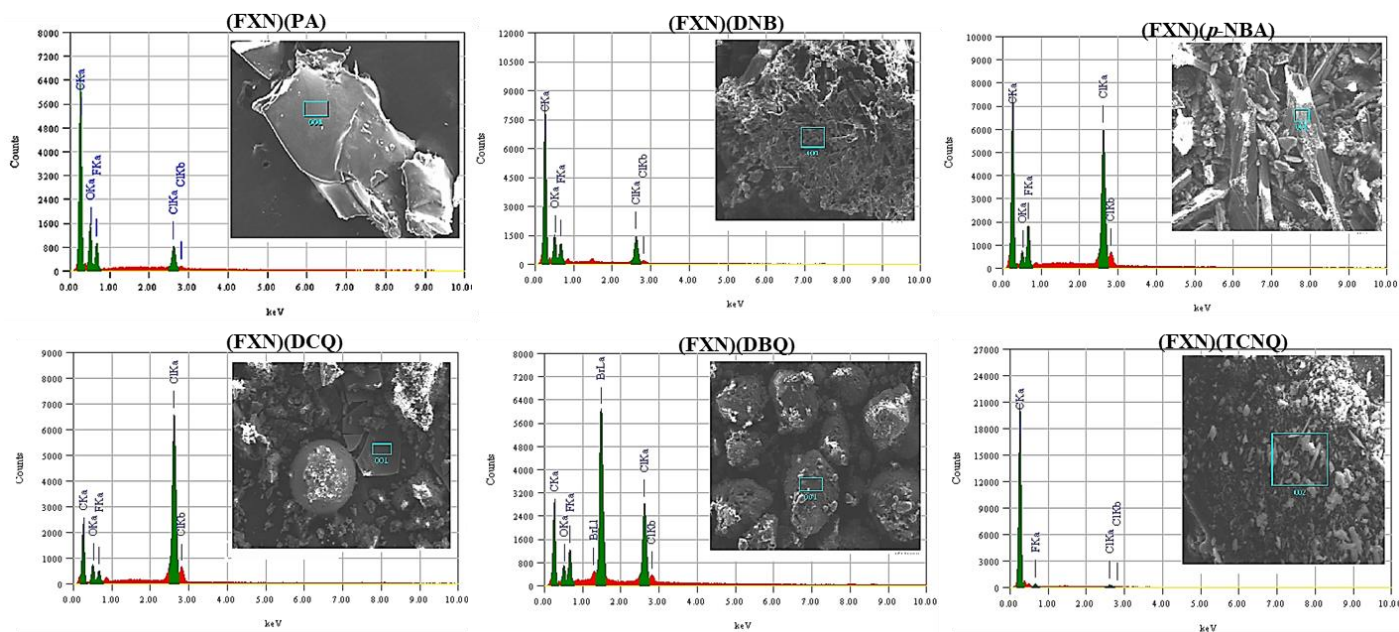 (FXN)(PA)
8000
7200
6400
5600
4800
4000
3200
2400
1600
800
0
Counts
CKa
OKa
FKa
ClKa
ClKb
001
0.00 1.00 2.00 3.00 4.00 5.00 6.00 7.00 8.00 9.00 10.00
keV
(FXN)(DNB)
12000
10500
9000
7500
6000
4500
3000
1500
0
Counts
CKa
OKa
FKa
ClKa
ClKb
001
0.00 1.00 2.00 3.00 4.00 5.00 6.00 7.00 8.00 9.00 10.00
keV
(FXN)(p-NBA)
10000
9000
8000
7000
6000
5000
4000
3000
2000
1000
0
Counts
CKa
OKa
FKa
ClKa
ClKb
0.00 1.00 2.00 3.00 4.00 5.00 6.00 7.00 8.00 9.00 10.00
keV
(FXN)(DCQ)
9000
8000
7000
6000
5000
4000
3000
2000
1000
0
Counts
CKa
OKa
FKa
ClKa
ClKb
001
0.00 1.00 2.00 3.00 4.00 5.00 6.00 7.00 8.00 9.00 10.00
keV
(FXN)(DBQ)
8000
7200
6400
5600
4800
4000
3200
2400
1600
800
0
Counts
CKa
OKa
FKa
BrLl
BrLa
ClKa
ClKb
001
0.00 1.00 2.00 3.00 4.00 5.00 6.00 7.00 8.00 9.00 10.00
keV
(FXN)(TCNQ)
27000
24000
21000
18000
15000
12000
9000
6000
3000
0
Counts
CKa
FKa
ClKa
ClKb
002
0.00 1.00 2.00 3.00 4.00 5.00 6.00 7.00 8.00 9.00 10.00
keV